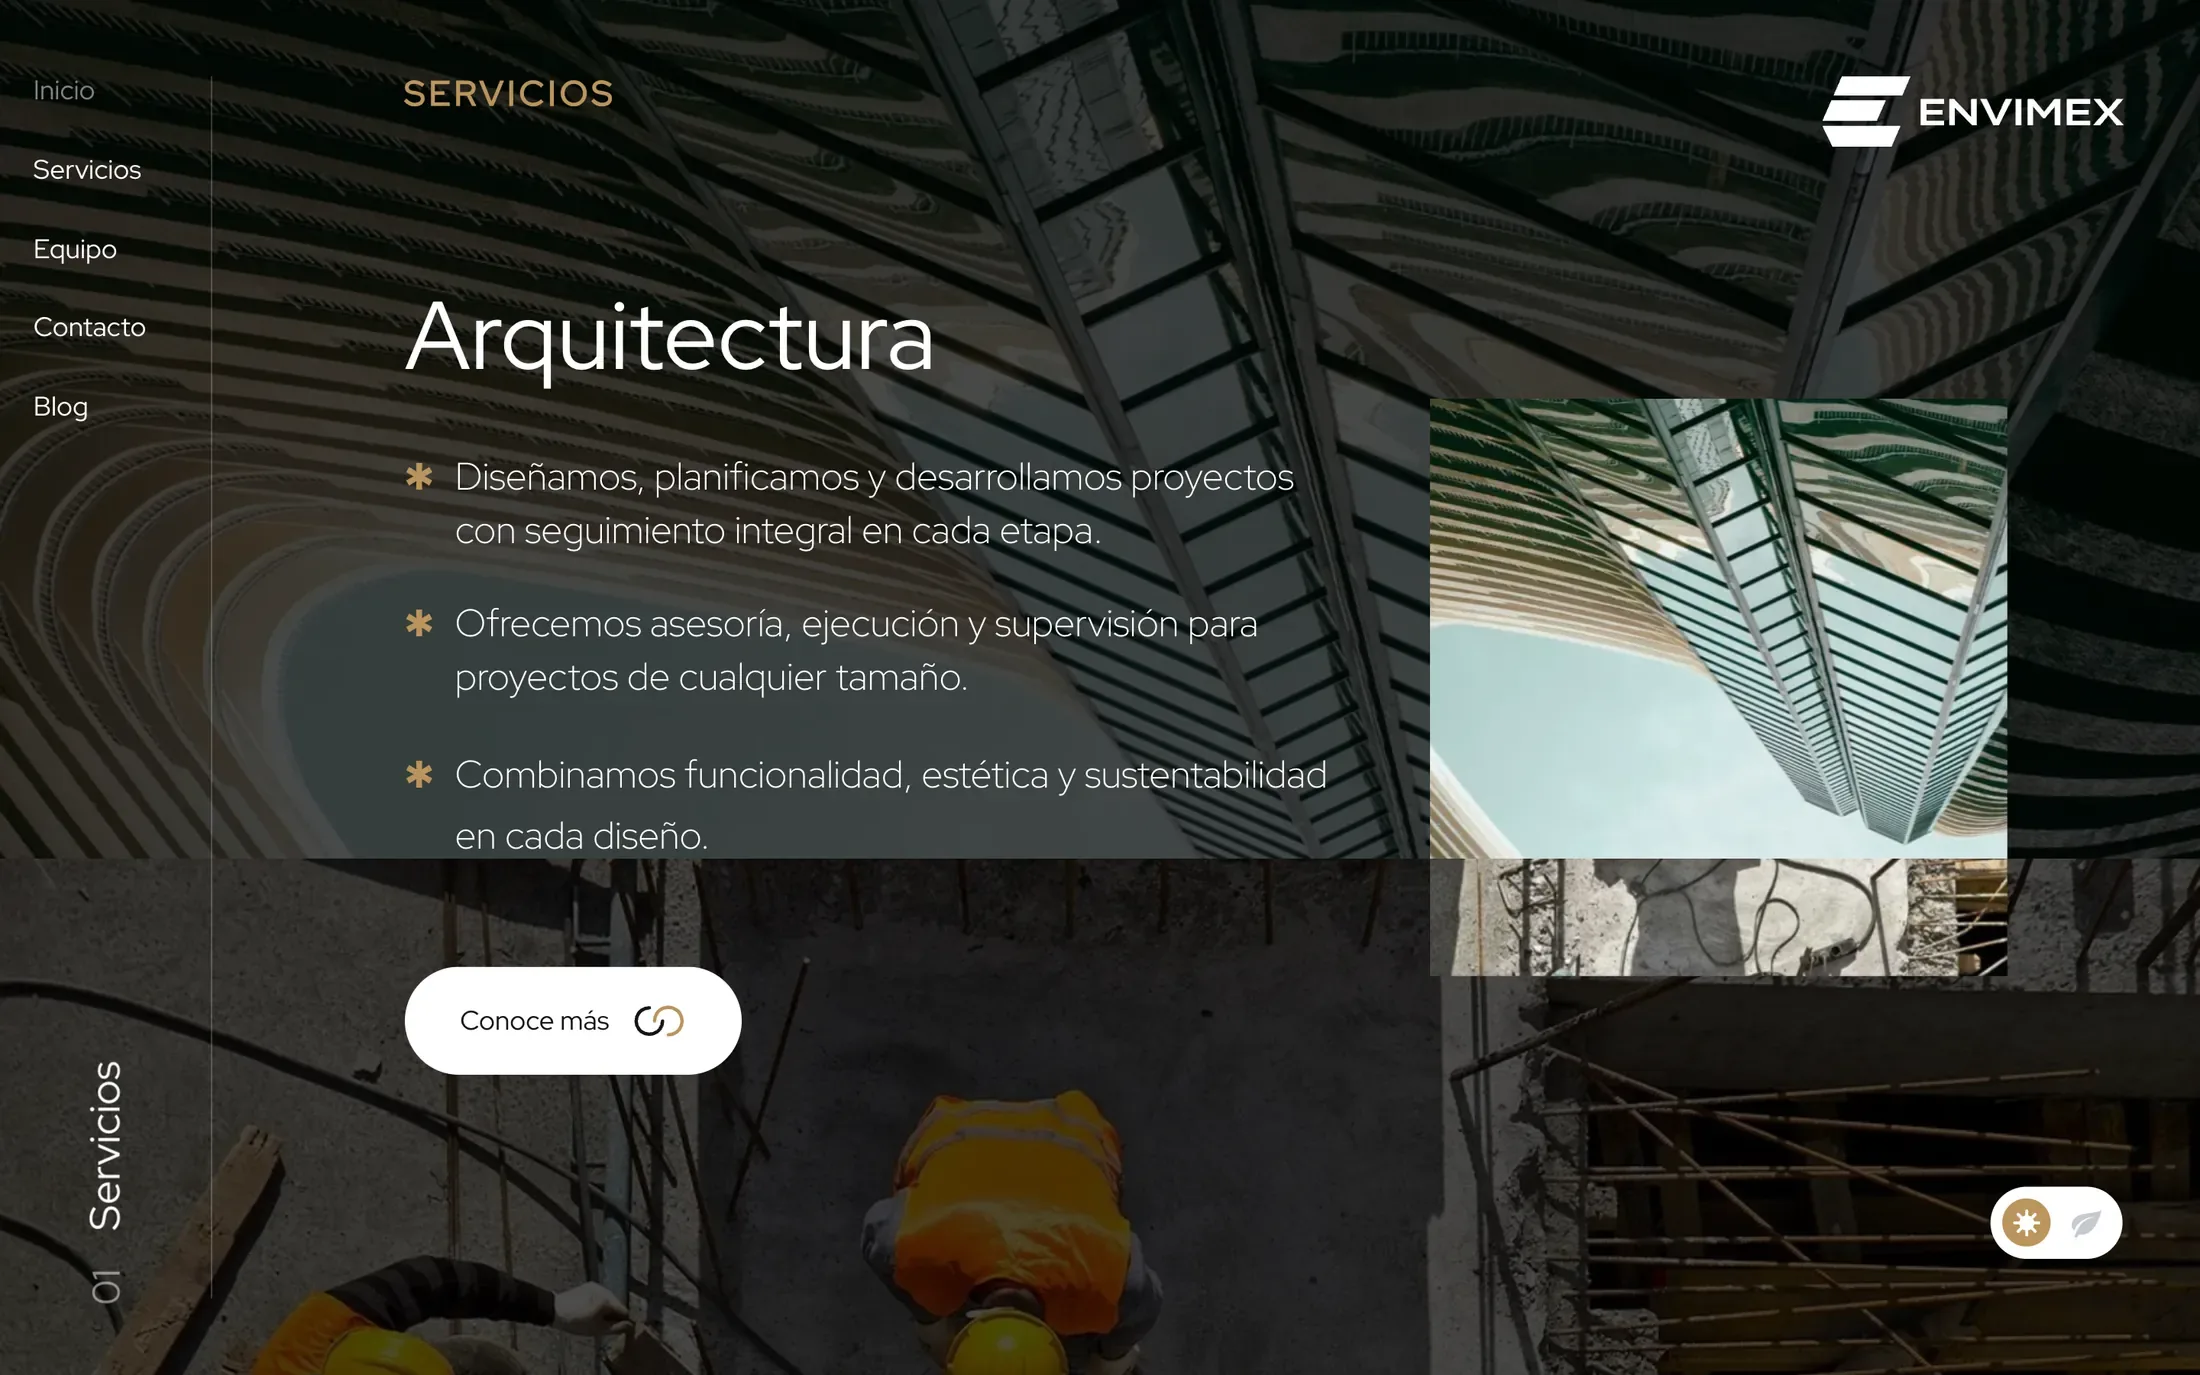 Inicio
Servicios
Equipo
Contacto
Blog
SERVICIOS
ENVIMEX
Arquitectura
Diseñamos, planificamos y desarrollamos proyectos
con seguimiento integral en cada etapa.
Ofrecemos asesoría, ejecución y supervisión para
proyectos de cualquier tamaño.
Combinamos funcionalidad, estética y sustentabilidad
en cada diseño.
Conoce más
01 Servicios